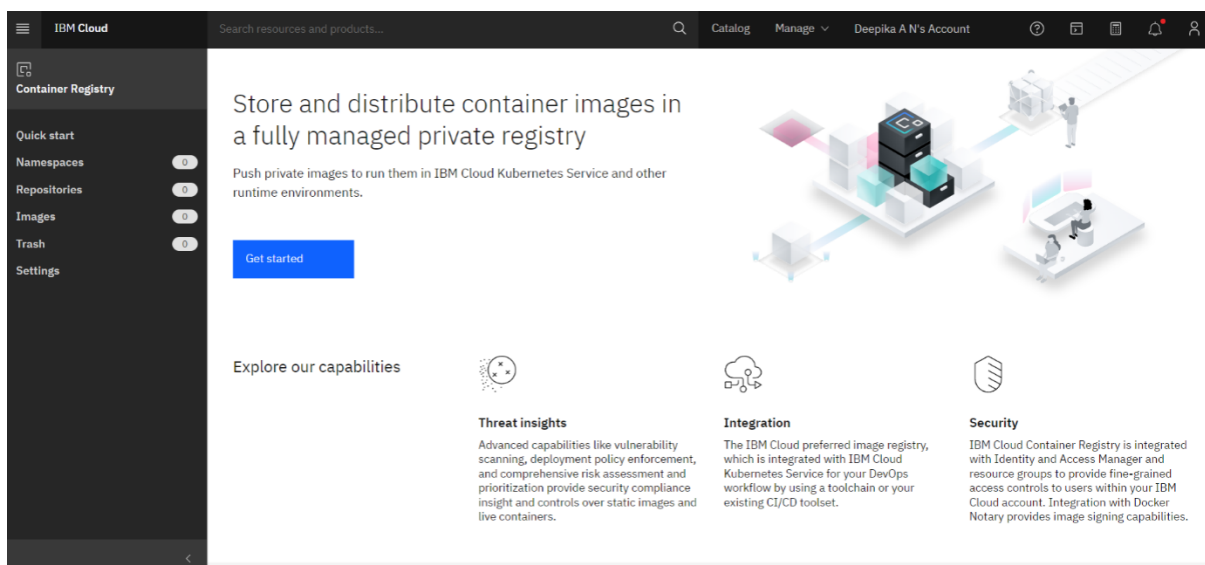 IBM Cloud
Search resources and products...
Catalog
Manage
Deepika A N's Account
Container Registry
Quick start
Namespaces 0
Repositories 0
Images 0
Trash 0
Settings
Store and distribute container images in
a fully managed private registry
Push private images to run them in IBM Cloud Kubernetes Service and other
runtime environments.
Get started
Explore our capabilities
Threat insights
Advanced capabilities like vulnerability
scanning, deployment policy enforcement,
and comprehensive risk assessment and
prioritization provide security compliance
insight and controls over static images and
live containers.
Integration
The IBM Cloud preferred image registry,
which is integrated with IBM Cloud
Kubernetes Service for your DevOps
workflow by using a toolchain or your
existing CI/CD toolset.
Security
IBM Cloud Container Registry is integrated
with Identity and Access Manager and
resource groups to provide fine-grained
access controls to users within your IBM
Cloud account. Integration with Docker
Notary provides image signing capabilities.